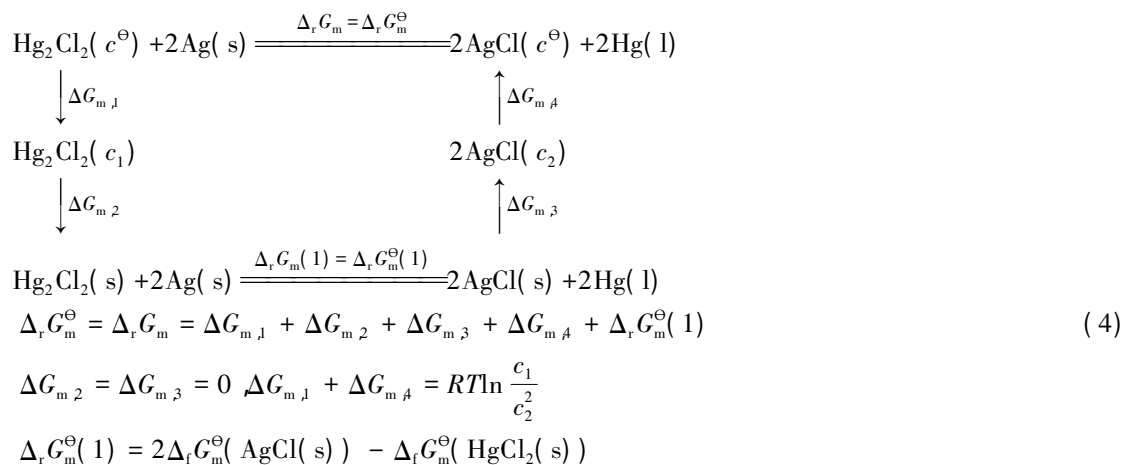 Δ_rG_m = Δ_rG_m^⊖
Hg₂Cl₂( c^⊖) +2Ag( s) ══════ 2AgCl( c^⊖) +2Hg( l)
↓ΔG_m,1 ↑ΔG_m,4
Hg₂Cl₂( c₁) 2AgCl( c₂)
↓ΔG_m,2 ↑ΔG_m,3
Δ_rG_m( 1) = Δ_rG_m^⊖( 1)
Hg₂Cl₂( s) +2Ag( s) ══════ 2AgCl( s) +2Hg( l)
Δ_rG_m^⊖ = Δ_rG_m = ΔG_m,1 + ΔG_m,2 + ΔG_m,3 + ΔG_m,4 + Δ_rG_m^⊖( 1) ( 4)
ΔG_m,2 = ΔG_m,3 = 0 ,ΔG_m,1 + ΔG_m,4 = RTln c₁/c₂²
Δ_rG_m^⊖( 1) = 2Δ_fG_m^⊖( AgCl( s) ) − Δ_fG_m^⊖( HgCl₂( s) )